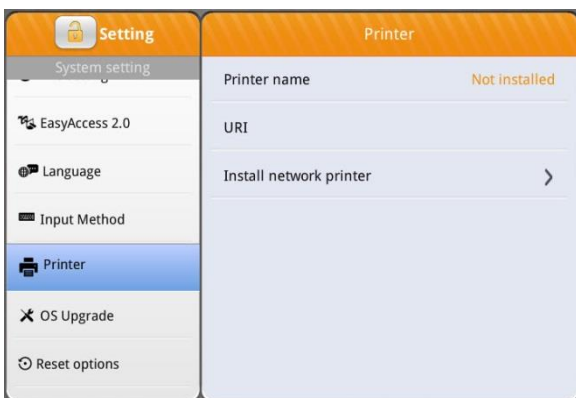 Setting
System setting
EasyAccess 2.0
Language
Input Method
Printer
OS Upgrade
Reset options
Printer
Printer name Not installed
URI
Install network printer